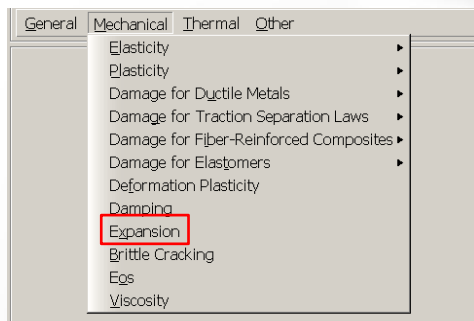 General Mechanical Thermal Other
Elasticity
Plasticity
Damage for Ductile Metals
Damage for Traction Separation Laws
Damage for Fiber-Reinforced Composites
Damage for Elastomers
Deformation Plasticity
Damping
Expansion
Brittle Cracking
Eos
Viscosity